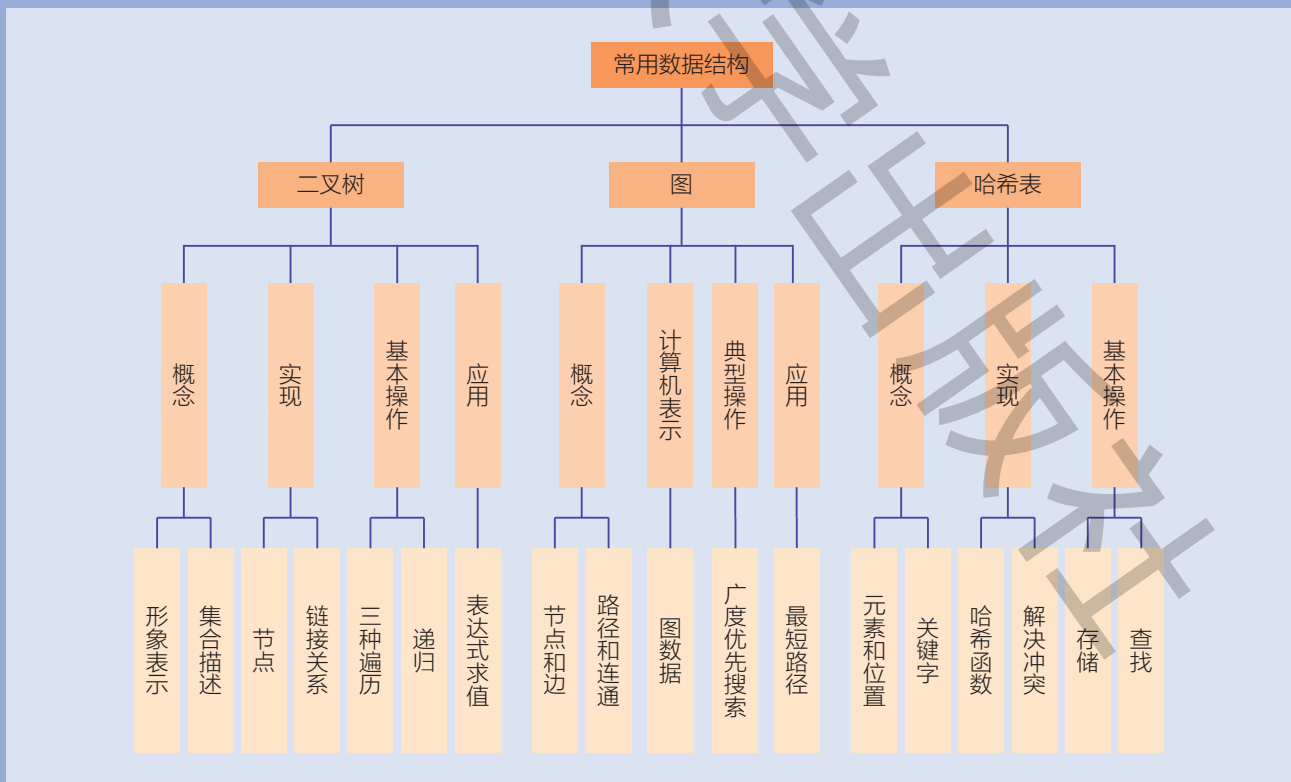 常用数据结构
二叉树
图
哈希表
概念
实现
基本操作
应用
概念
计算机表示
典型操作
应用
概念
实现
基本操作
形象表示
集合描述
节点
链接关系
三种遍历
递归
表达式求值
节点和边
路径和连通
图数据
广度优先搜索
最短路径
元素和位置
关键字
哈希函数
解决冲突
存储
查找
学出版社